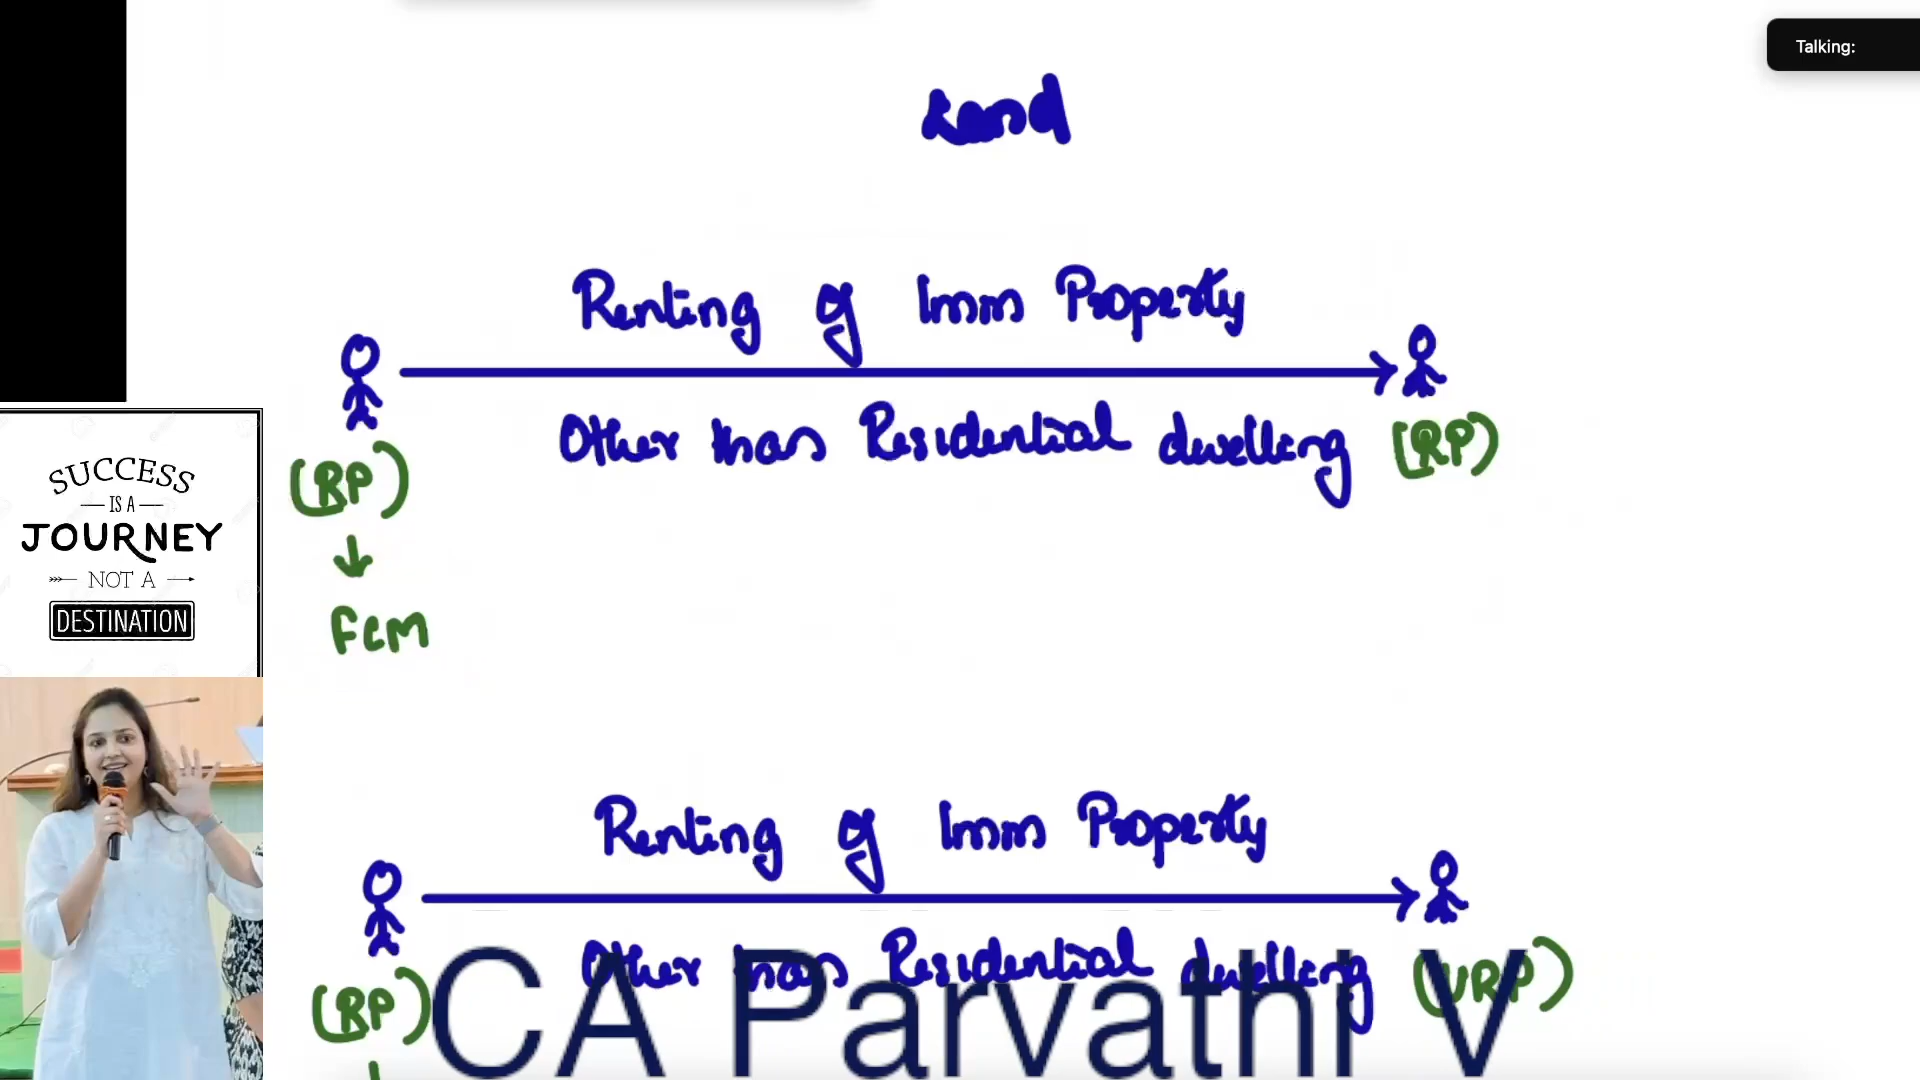 Talking:
Land
Renting of Imm Property
Other than Residential dwelling (RP)
(RP)
↓
FCM
SUCCESS
IS A
JOURNEY
NOT A
DESTINATION
Renting of Imm Property
Other than Residential dwelling (URP)
(RP)
CA Parvathi V